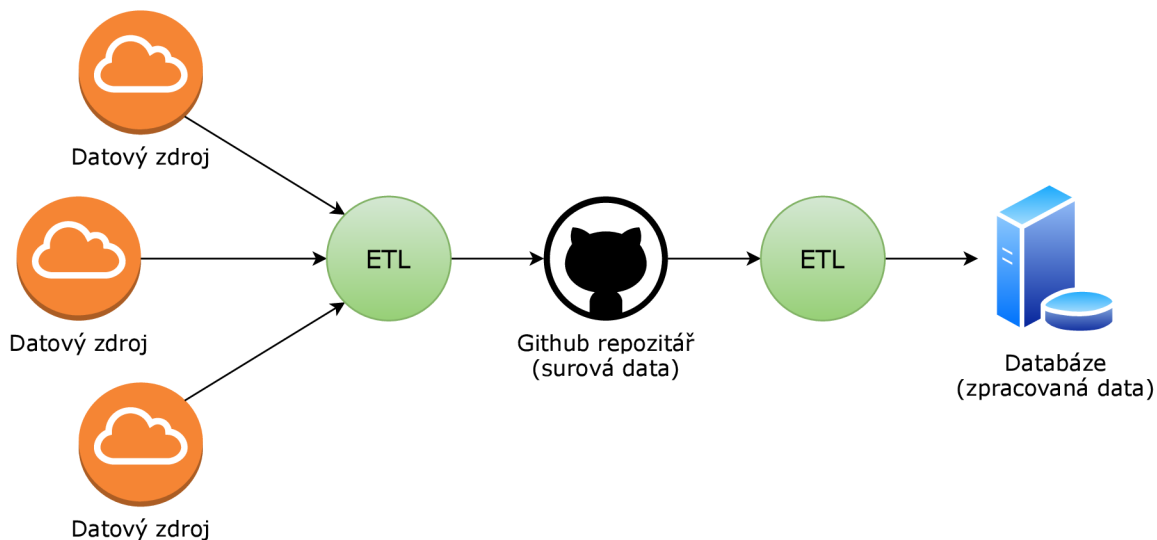 Datový zdroj
Datový zdroj
Datový zdroj
ETL
Github repozitář
(surová data)
ETL
Databáze
(zpracovaná data)